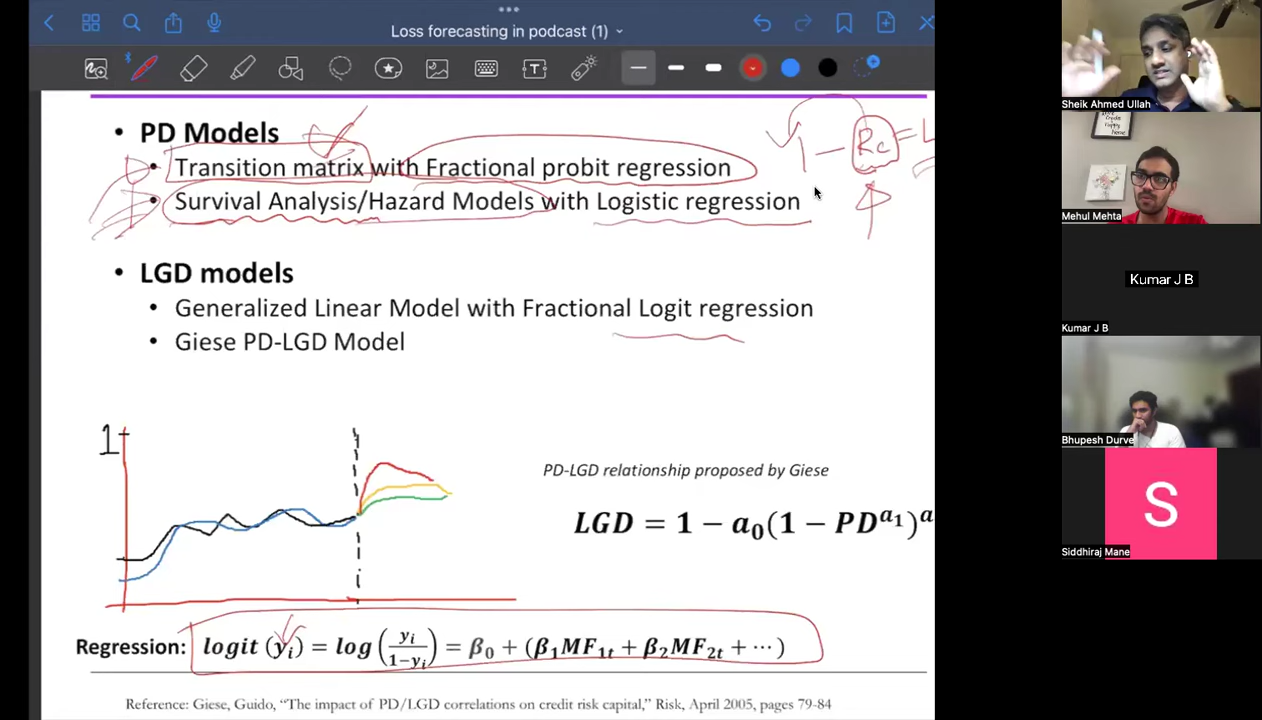 Loss forecasting in podcast (1)
PD Models
Transition matrix with Fractional probit regression
Survival Analysis/Hazard Models with Logistic regression
1 - Rc =
LGD models
Generalized Linear Model with Fractional Logit regression
Giese PD-LGD Model
1
PD-LGD relationship proposed by Giese
LGD = 1 − a₀(1 − PD^a₁)^a
Regression: logit (yᵢ) = log(yᵢ/1−yᵢ) = β₀ + (β₁MF₁ₜ + β₂MF₂ₜ + ⋯ )
Reference: Giese, Guido, “The impact of PD/LGD correlations on credit risk capital,” Risk, April 2005, pages 79-84
Sheik Ahmed Ullah
Mehul Mehta
Kumar J B
Kumar J B
Bhupesh Durve
S
Siddhiraj Mane